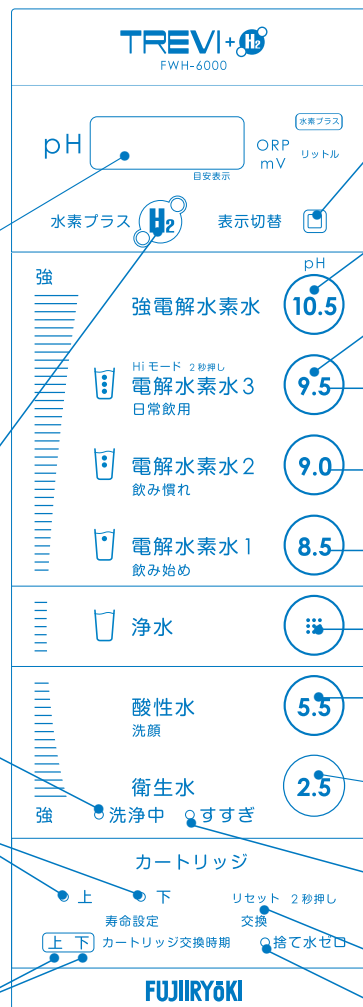 TREVI+H2
FWH-6000
水素プラス
pH
ORP
mV
リットル
目安表示
水素プラス H2 表示切替
pH
強
強電解水素水 10.5
Hiモード 2秒押し
電解水素水3 9.5
日常飲用
電解水素水2 9.0
飲み慣れ
電解水素水1 8.5
飲み始め
浄水
酸性水 5.5
洗顔
衛生水 2.5
強 洗浄中 すすぎ
カートリッジ
上 下 リセット 2秒押し
寿命設定 交換
上 下 カートリッジ交換時期 捨て水ゼロ
FUJIIRYŌKI